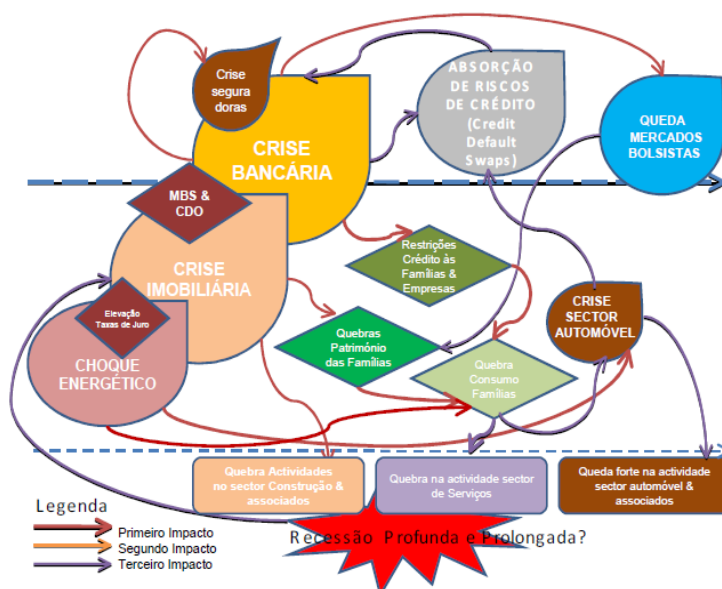 Crise
segura
doras
ABSORÇÃO
DE RISCOS
DE CRÉDITO
(Credit
Default
Swaps)
QUEDA
MERCADOS
BOLSISTAS
CRISE
BANCÁRIA
MBS &
CDO
Restrições
Crédito às
Famílias &
Empresas
CRISE
IMOBILIÁRIA
CRISE
SECTOR
AUTOMÓVEL
Elevação
Taxas de Juro
Quebras
Património
das Famílias
CHOQUE
ENERGÉTICO
Quebra
Consumo
Famílias
Quebra Actividades
no sector Construção &
associados
Quebra na actividade sector
de Serviços
Queda forte na actividade
sector automóvel &
associados
Legenda
Primeiro Impacto
Segundo Impacto
Terceiro Impacto
Recessão Profunda e Prolongada?